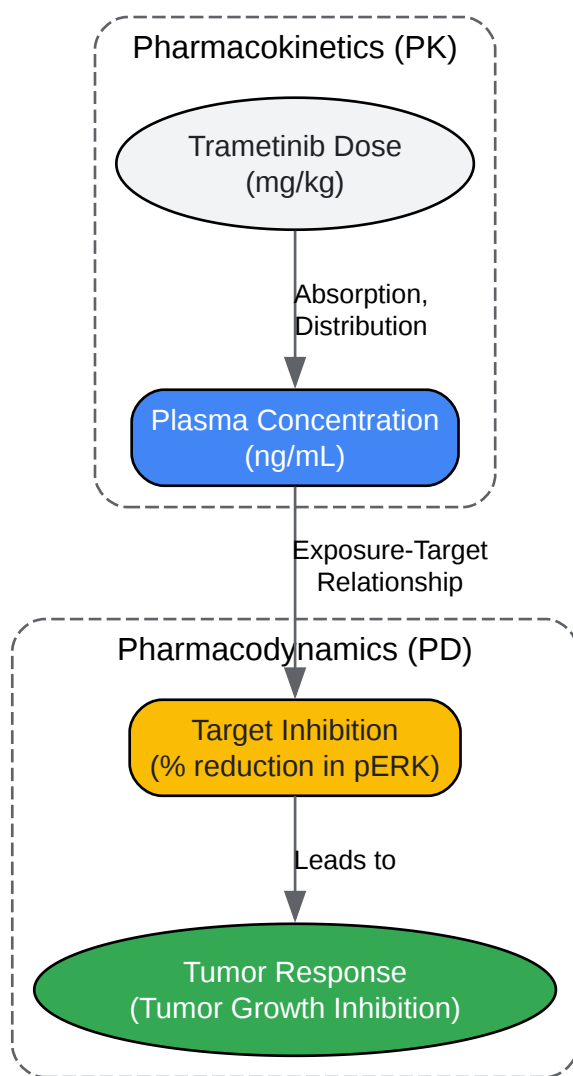 Pharmacokinetics (PK)
Trametinib Dose
(mg/kg)
Absorption,
Distribution
Plasma Concentration
(ng/mL)
Exposure-Target
Relationship
Pharmacodynamics (PD)
Target Inhibition
(% reduction in pERK)
Leads to
Tumor Response
(Tumor Growth Inhibition)